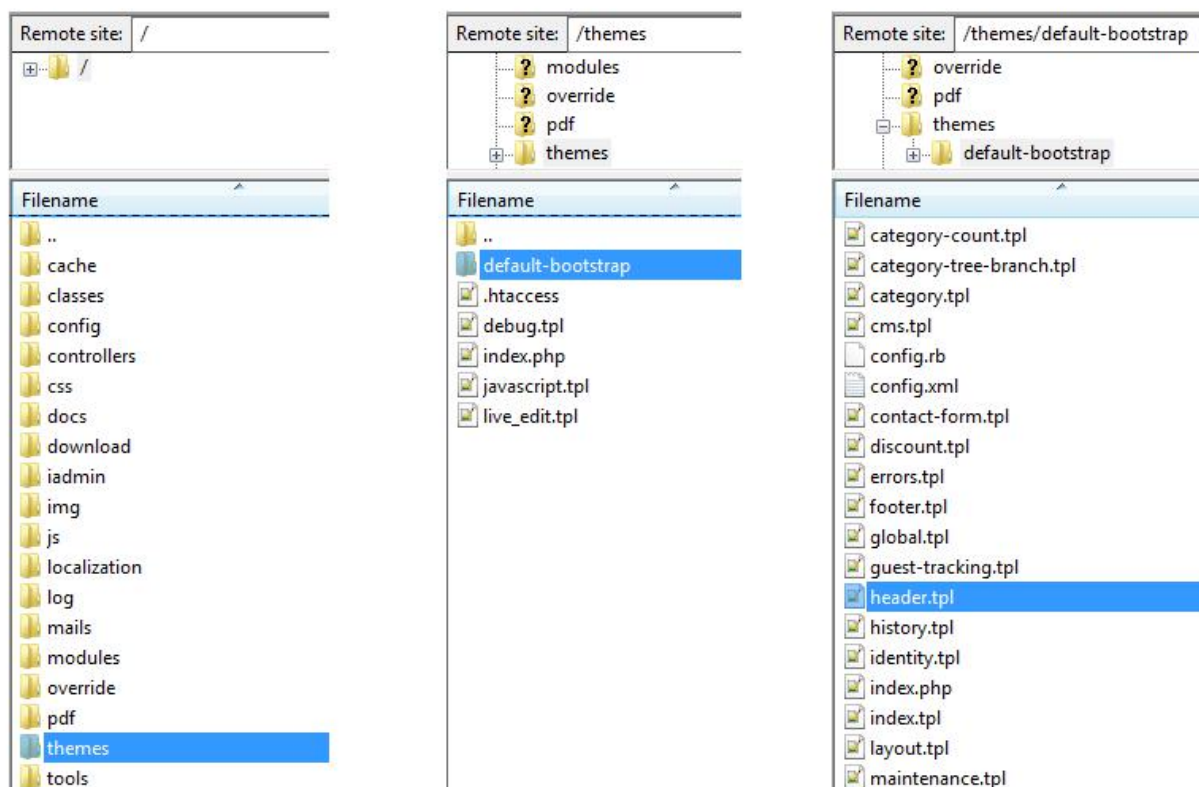 Remote site: /
/
Filename
..
cache
classes
config
controllers
css
docs
download
iadmin
img
js
localization
log
mails
modules
override
pdf
themes
tools
Remote site: /themes
modules
override
pdf
themes
Filename
..
default-bootstrap
.htaccess
debug.tpl
index.php
javascript.tpl
live_edit.tpl
Remote site: /themes/default-bootstrap
override
pdf
themes
default-bootstrap
Filename
category-count.tpl
category-tree-branch.tpl
category.tpl
cms.tpl
config.rb
config.xml
contact-form.tpl
discount.tpl
errors.tpl
footer.tpl
global.tpl
guest-tracking.tpl
header.tpl
history.tpl
identity.tpl
index.php
index.tpl
layout.tpl
maintenance.tpl